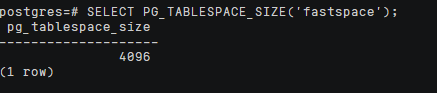 postgres=# SELECT PG_TABLESPACE_SIZE('fastspace');
 pg_tablespace_size
--------------------
               4096
(1 row)